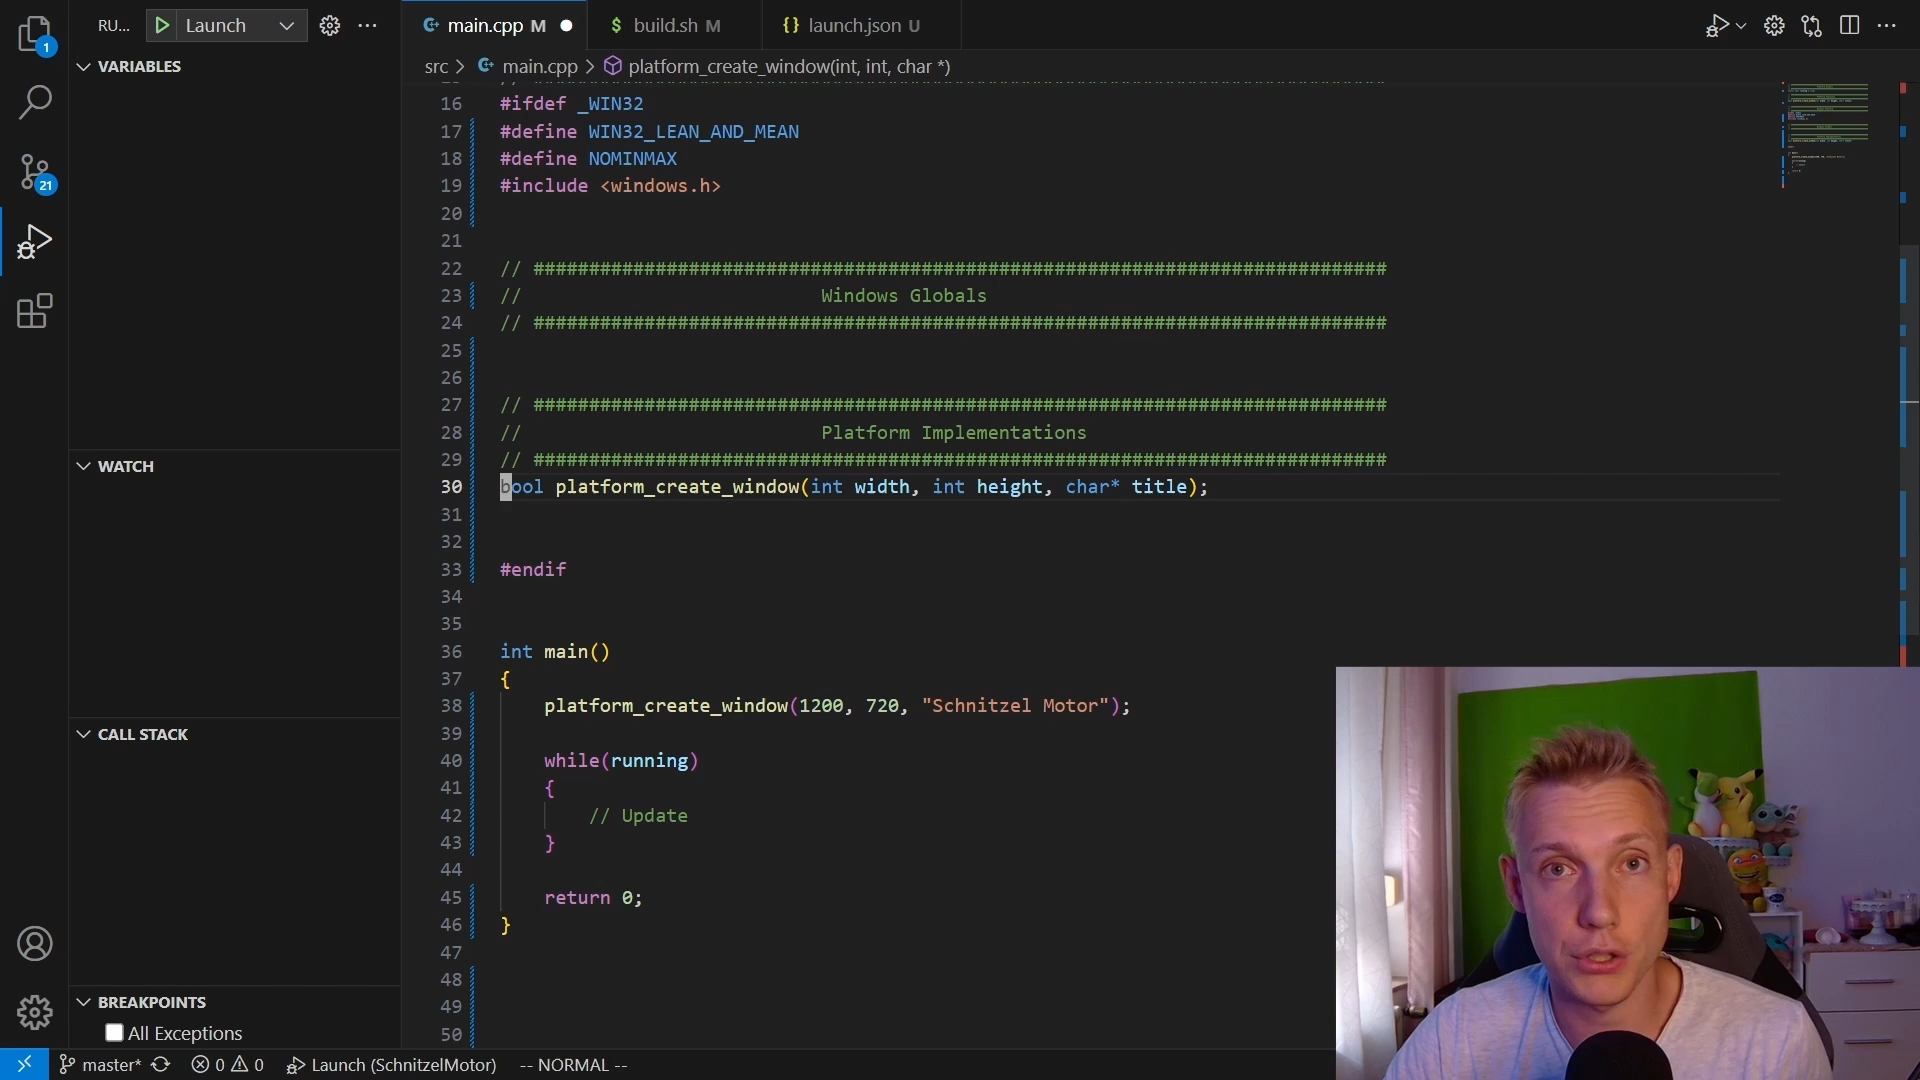 RU...
Launch
main.cpp M
build.sh M
launch.json U
VARIABLES
src > main.cpp > platform_create_window(int, int, char *)
16 #ifdef _WIN32
17 #define WIN32_LEAN_AND_MEAN
18 #define NOMINMAX
19 #include <windows.h>
20
21
22 // #############################################################################
23 // Windows Globals
24 // #############################################################################
25
26
27 // #############################################################################
28 // Platform Implementations
29 // #############################################################################
30 bool platform_create_window(int width, int height, char* title);
31
32
33 #endif
34
35
36 int main()
37 {
38 platform_create_window(1200, 720, "Schnitzel Motor");
39
40 while(running)
41 {
42 // Update
43 }
44
45 return 0;
46 }
47
48
49
50
1
21
WATCH
CALL STACK
BREAKPOINTS
All Exceptions
master* 0 0 Launch (SchnitzelMotor) -- NORMAL --